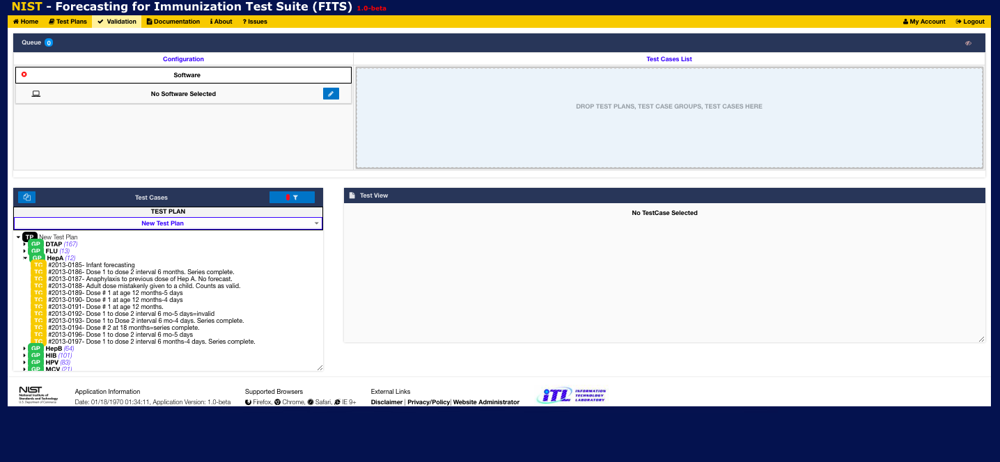 NIST - Forecasting for Immunization Test Suite (FITS) 1.0-beta
Home Test Plans Validation Documentation About Issues My Account Logout
Queue 0
Configuration
Test Cases List
Software
No Software Selected
DROP TEST PLANS, TEST CASE GROUPS, TEST CASES HERE
Test Cases
TEST PLAN
New Test Plan
TP New Test Plan
GP DTAP (167)
GP FLU (13)
GP HepA (12)
TC #2013-0185- Infant forecasting
TC #2013-0186- Dose 1 to dose 2 interval 6 months. Series complete.
TC #2013-0187- Anaphylaxis to previous dose of Hep A. No forecast.
TC #2013-0188- Adult dose mistakenly given to a child. Counts as valid.
TC #2013-0189- Dose # 1 at age 12 months-5 days
TC #2013-0190- Dose # 1 at age 12 months-4 days
TC #2013-0191- Dose # 1 at age 12 months.
TC #2013-0192- Dose 1 to dose 2 interval 6 mo-5 days=invalid
TC #2013-0193- Dose 1 to Dose 2 interval 6 mo-4 days. Series complete.
TC #2013-0194- Dose # 2 at 18 months=series complete.
TC #2013-0196- Dose 1 to dose 2 interval 6 mo-5 days
TC #2013-0197- Dose 1 to dose 2 interval 6 months-4 days. Series complete.
GP HepB (64)
GP HIB (101)
GP HPV (83)
GP MCV (21)
Test View
No TestCase Selected
NIST
National Institute of
Standards and Technology
U.S. Department of Commerce
Application Information
Date: 01/18/1970 01:34:11, Application Version: 1.0-beta
Supported Browsers
Firefox, Chrome, Safari, IE 9+
External Links
Disclaimer | Privacy/Policy| Website Administrator
ITL INFORMATION
TECHNOLOGY
LABORATORY